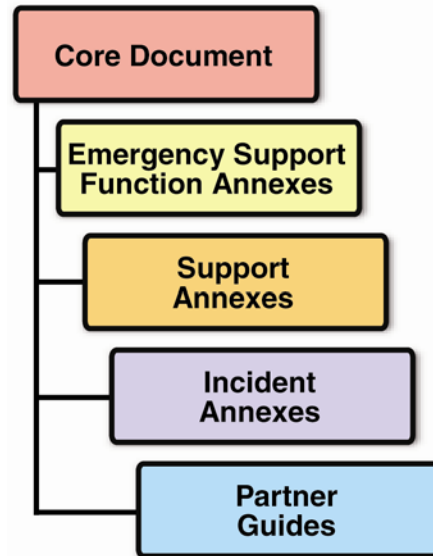 Core Document
Emergency Support
Function Annexes
Support
Annexes
Incident
Annexes
Partner
Guides